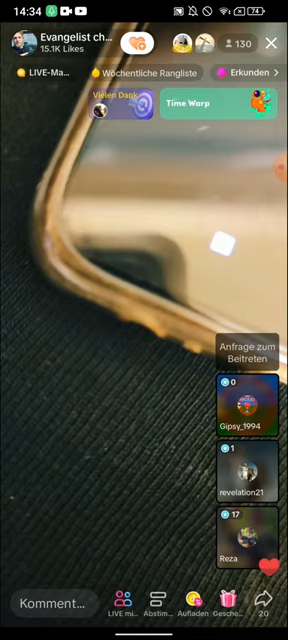 14:34
74
Evangelist ch...
15.1K Likes
130
LIVE-Ma...
Wöchentliche Rangliste
Erkunden >
Vielen Dank
Time Warp
Anfrage zum
Beitreten
0
Gipsy_1994
1
revelation21
17
Reza
Komment...
LIVE mi...
Abstim...
Aufladen
Gesche...
20